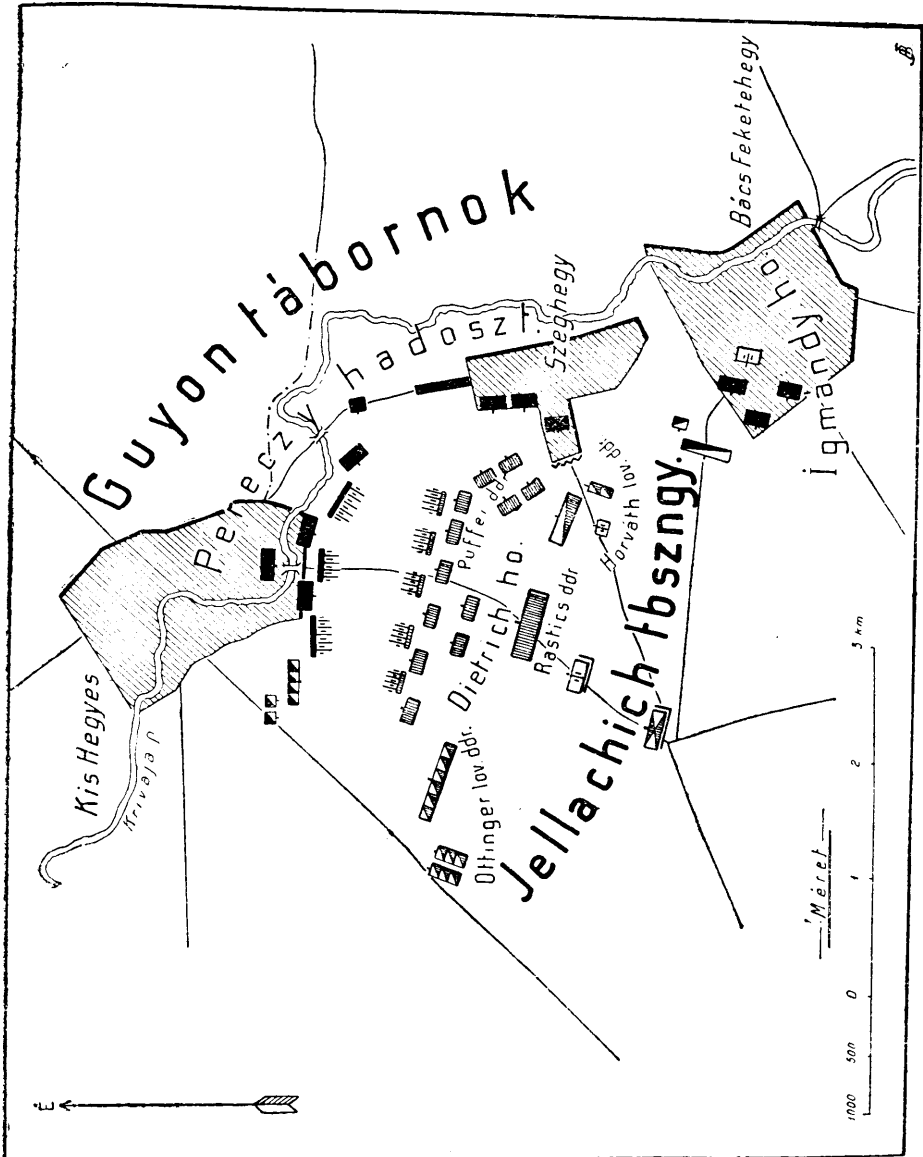 Kis Hegyes
Krivaja f
Guyon tábornok
Pereczy hadoszt.
Szeghegy
Bács Feketehegy
Igmándy ho.
Puffer ddr
Dietrich ho.
Rastics ddr
Horváth lov. ddr.
Ottinger lov. ddr.
Jellachich tbszngy.
É
Méret
1000 500 0 1 2 3 km